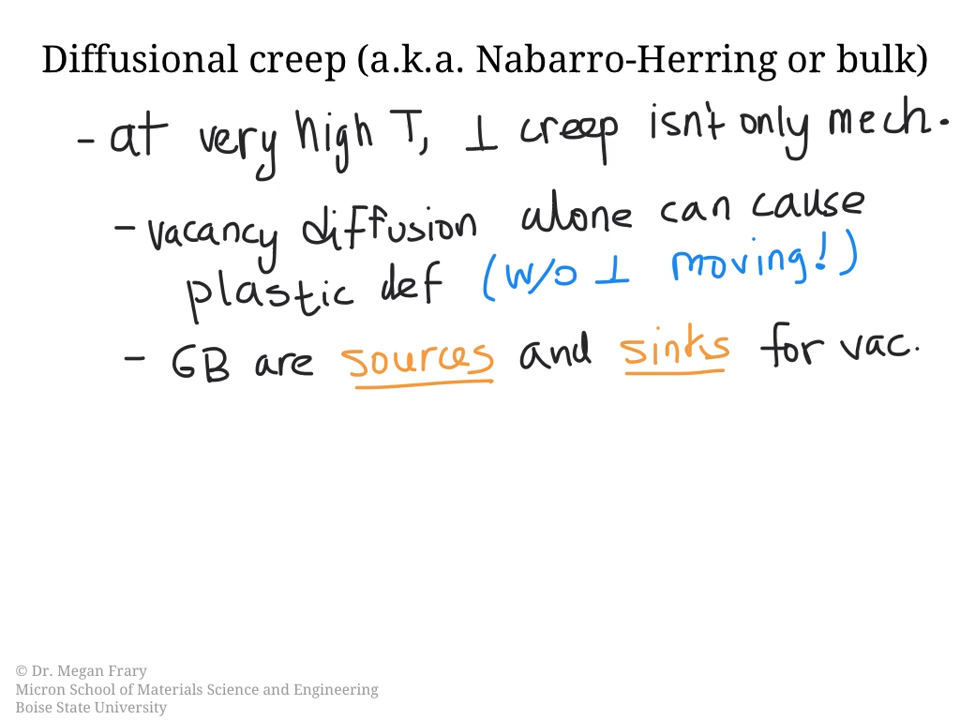 Diffusional creep (a.k.a. Nabarro-Herring or bulk)
- at very high T, ⊥ creep isn't only mech.
- vacancy diffusion alone can cause
plastic def (w/o ⊥ moving!)
- GB are sources and sinks for vac.
© Dr. Megan Frary
Micron School of Materials Science and Engineering
Boise State University